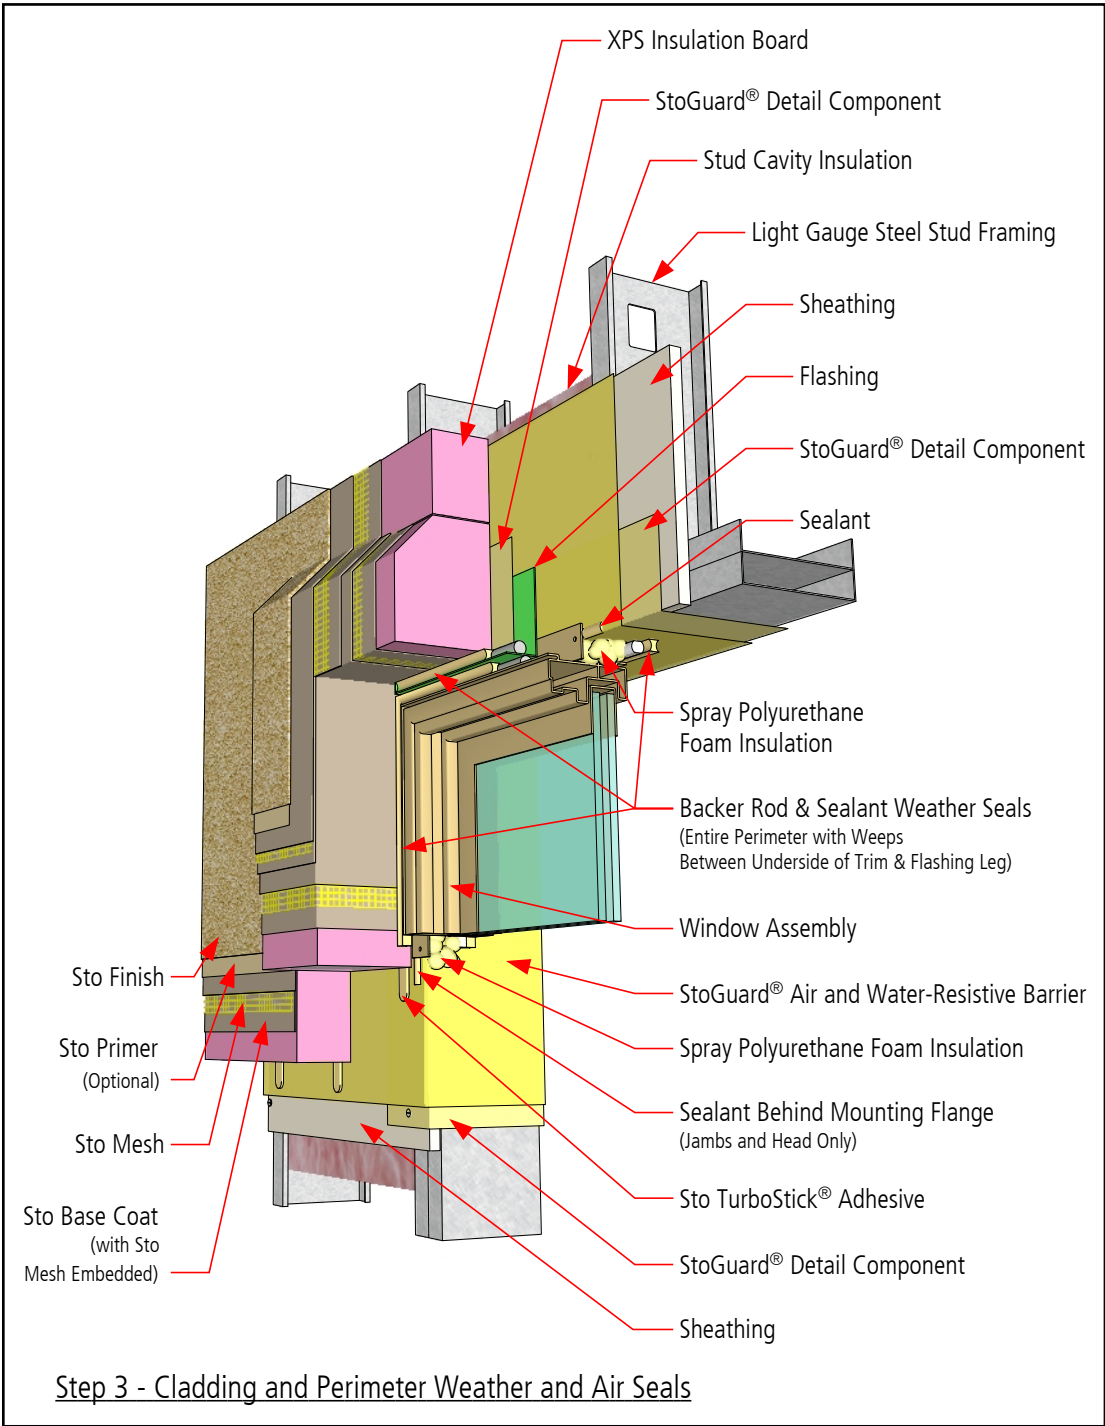 XPS Insulation Board
StoGuard® Detail Component
Stud Cavity Insulation
Light Gauge Steel Stud Framing
Sheathing
Flashing
StoGuard® Detail Component
Sealant
Spray Polyurethane
Foam Insulation
Backer Rod & Sealant Weather Seals
(Entire Perimeter with Weeps
Between Underside of Trim & Flashing Leg)
Window Assembly
StoGuard® Air and Water-Resistive Barrier
Spray Polyurethane Foam Insulation
Sealant Behind Mounting Flange
(Jambs and Head Only)
Sto TurboStick® Adhesive
StoGuard® Detail Component
Sheathing
Sto Finish
Sto Primer
(Optional)
Sto Mesh
Sto Base Coat
(with Sto
Mesh Embedded)
Step 3 - Cladding and Perimeter Weather and Air Seals